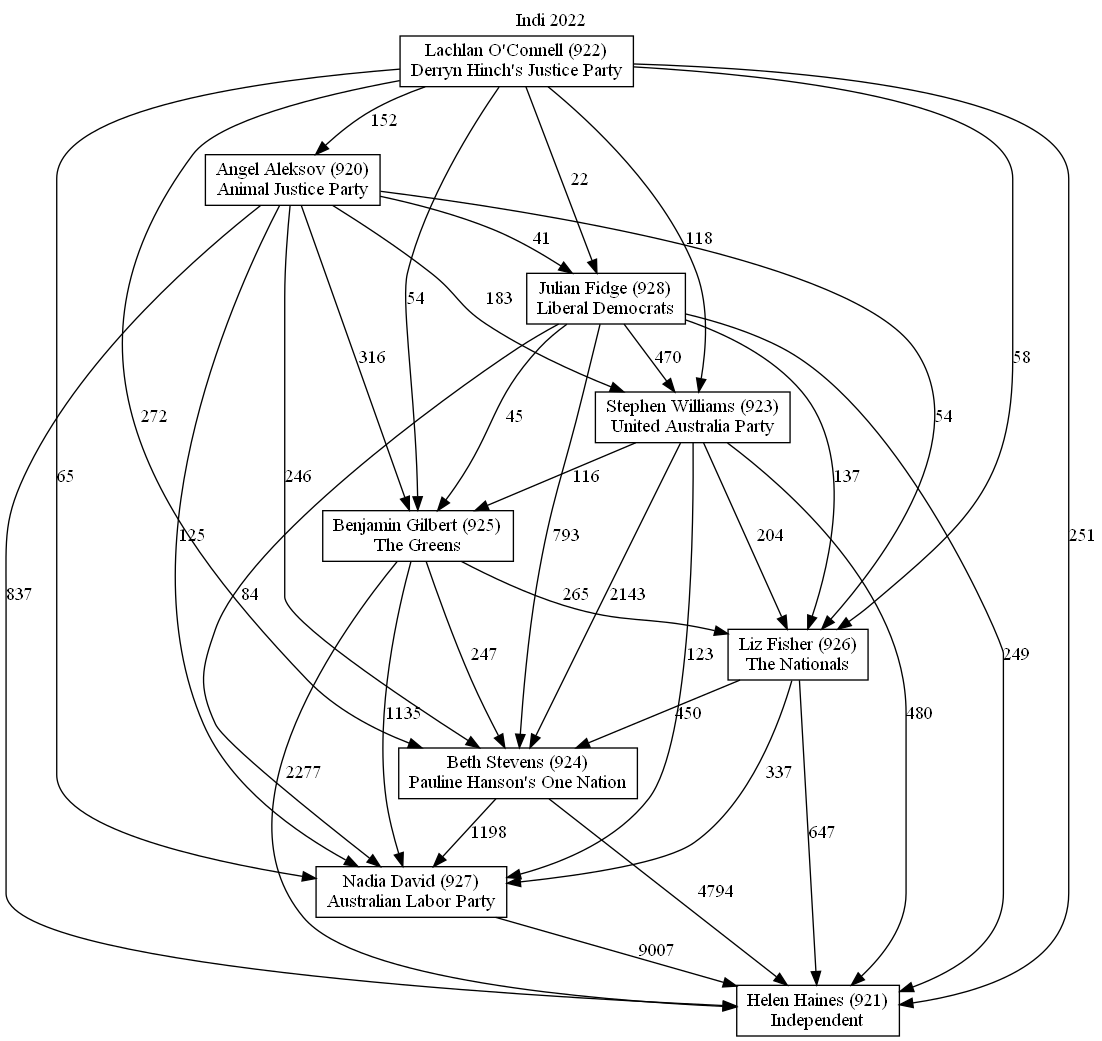 Indi 2022
Lachlan O'Connell (922)
Derryn Hinch's Justice Party
152
Angel Aleksov (920)
Animal Justice Party
22
41
118
Julian Fidge (928)
Liberal Democrats
54
183
316
470
58
Stephen Williams (923)
United Australia Party
272
45
54
65
246
116
137
Benjamin Gilbert (925)
The Greens
125
793
204
251
837
84
265
2143
Liz Fisher (926)
The Nationals
247
123
249
1135
450
480
Beth Stevens (924)
Pauline Hanson's One Nation
2277
337
1198
647
Nadia David (927)
Australian Labor Party
4794
9007
Helen Haines (921)
Independent